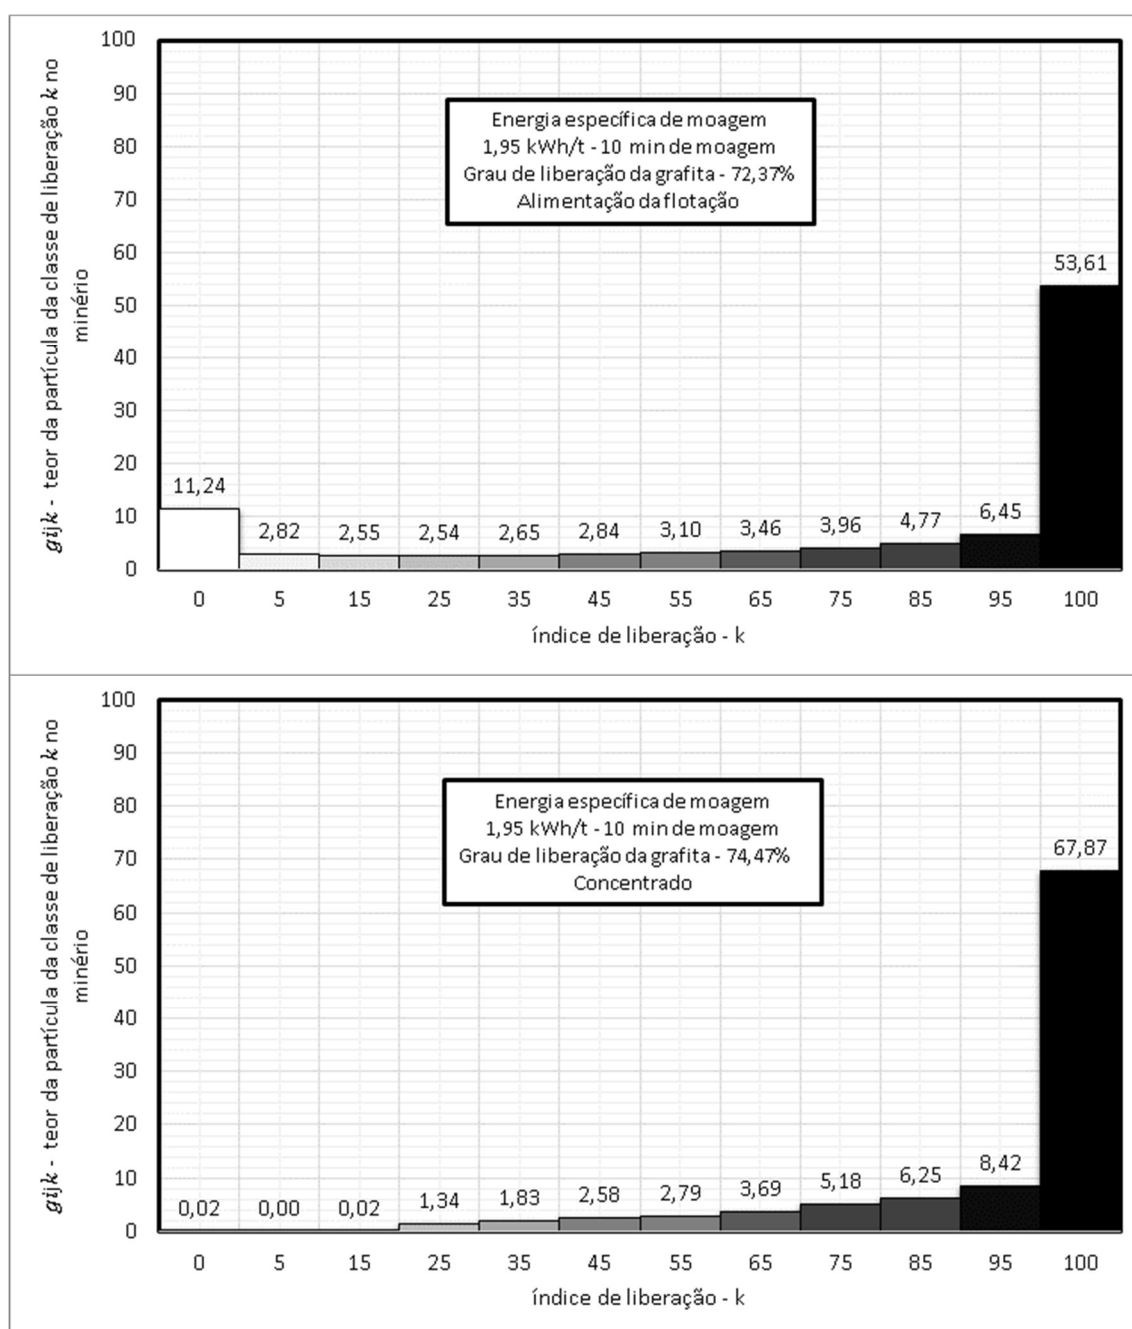 100
90
80
70
60
50
40
30
20
10
0
gijk - teor da partícula da classe de liberação k no
minério
Energia específica de moagem
1,95 kWh/t - 10 min de moagem
Grau de liberação da grafita - 72,37%
Alimentação da flotação
11,24 2,82 2,55 2,54 2,65 2,84 3,10 3,46 3,96 4,77 6,45 53,61
0 5 15 25 35 45 55 65 75 85 95 100
índice de liberação - k
100
90
80
70
60
50
40
30
20
10
0
gijk - teor da partícula da classe de liberação k no
minério
Energia específica de moagem
1,95 kWh/t - 10 min de moagem
Grau de liberação da grafita - 74,47%
Concentrado
0,02 0,00 0,02 1,34 1,83 2,58 2,79 3,69 5,18 6,25 8,42 67,87
0 5 15 25 35 45 55 65 75 85 95 100
índice de liberação - k